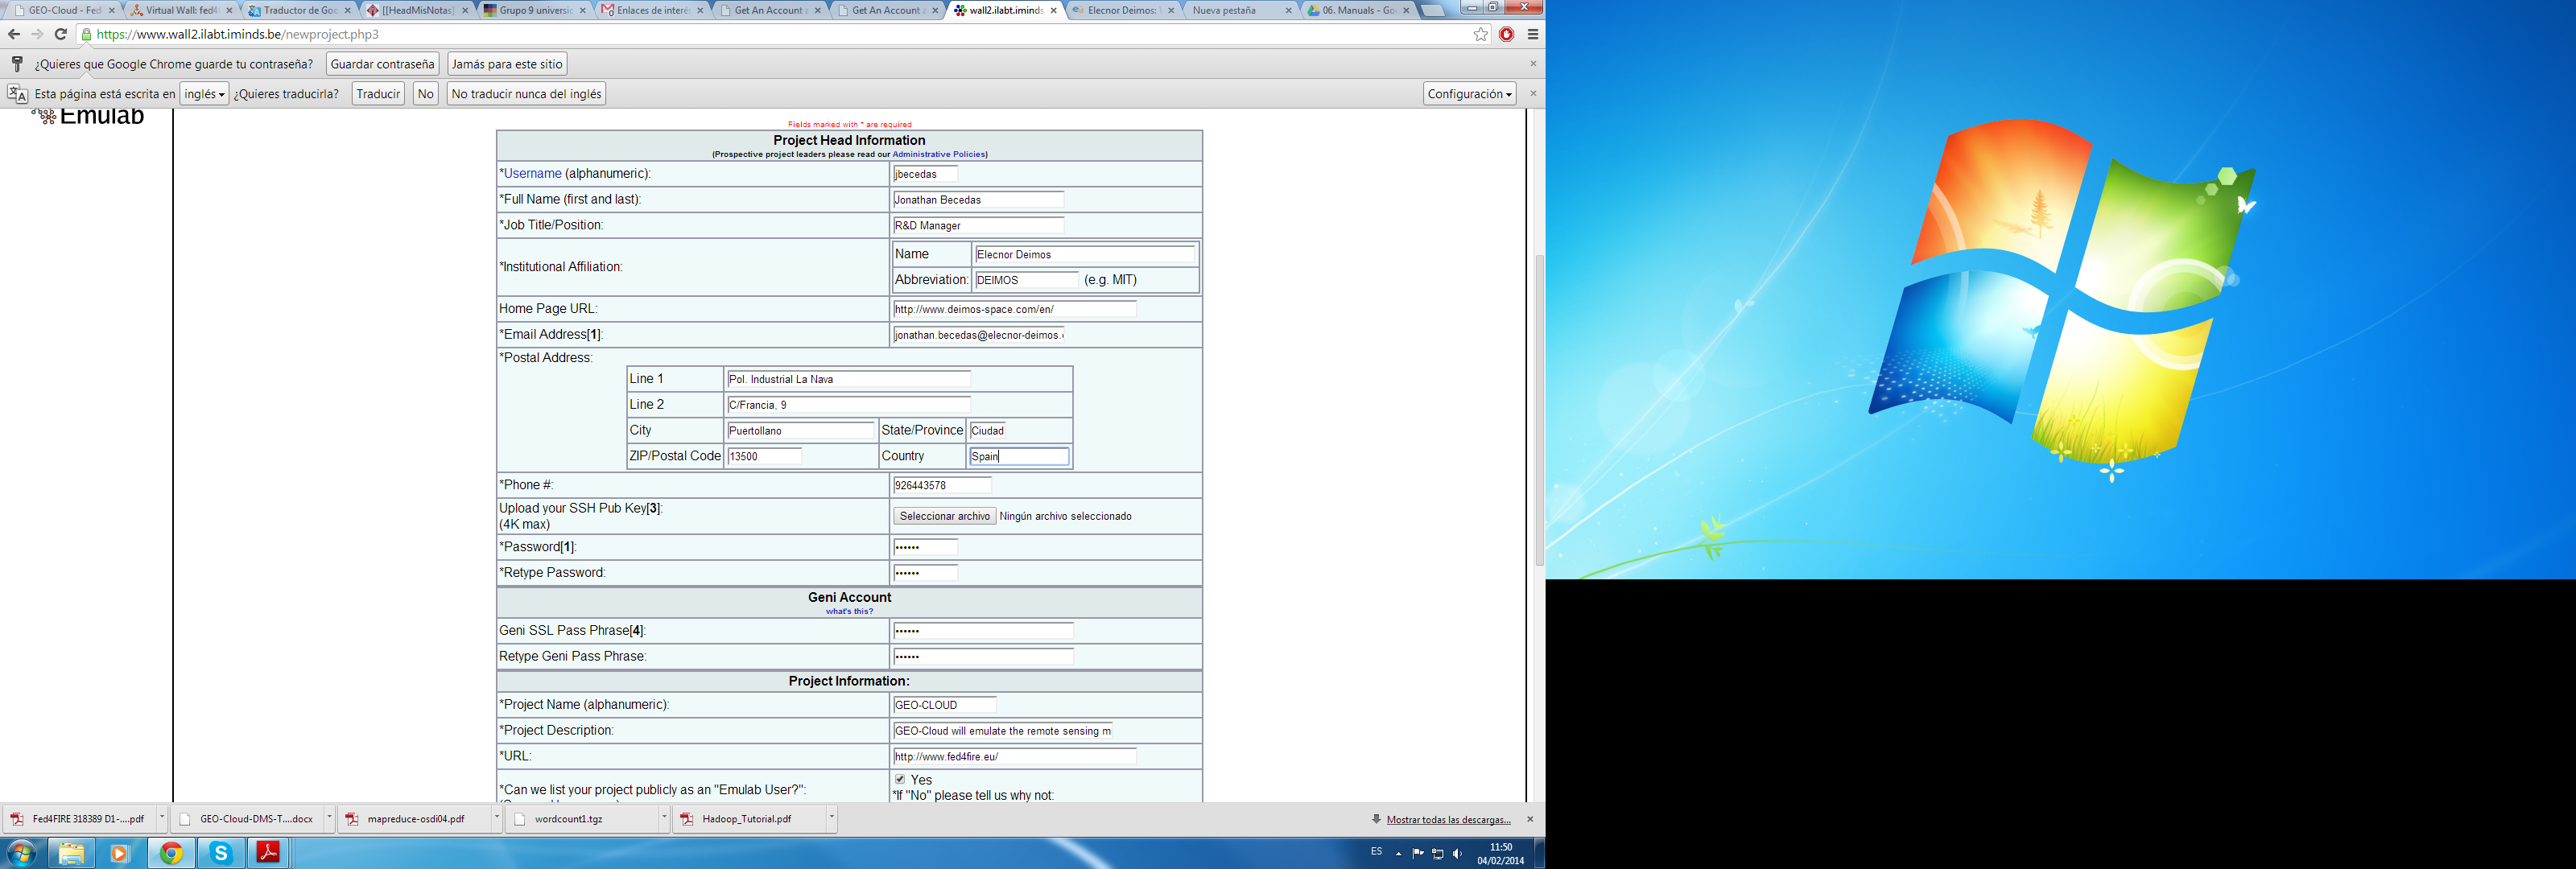 GEO-Cloud - Fed
Virtual Wall: fed4
Traductor de Goo
[[HeadMisNotas]
Grupo 9 universi
Enlaces de interé
Get An Account
Get An Account
wall2.ilabt.iminds.
Elecnor Deimos:
Nueva pestaña
06. Manuals - Go
https://www.wall2.ilabt.iminds.be/newproject.php3
¿Quieres que Google Chrome guarde tu contraseña? Guardar contraseña Jamás para este sitio
Esta página está escrita en inglés ¿Quieres traducirla? Traducir No No traducir nunca del inglés Configuración
Emulab
Fields marked with * are required
Project Head Information
(Prospective project leaders please read our Administrative Policies)
*Username (alphanumeric): jbecedas
*Full Name (first and last): Jonathan Becedas
*Job Title/Position: R&D Manager
*Institutional Affiliation:
Name Elecnor Deimos
Abbreviation: DEIMOS (e.g. MIT)
Home Page URL: http://www.deimos-space.com/en/
*Email Address[1]: jonathan.becedas@elecnor-deimos.
*Postal Address:
Line 1 Pol. Industrial La Nava
Line 2 C/Francia, 9
City Puertollano State/Province Ciudad
ZIP/Postal Code 13500 Country Spain
*Phone #: 926443578
Upload your SSH Pub Key[3]:
(4K max)
Seleccionar archivo Ningún archivo seleccionado
*Password[1]: ••••••
*Retype Password: ••••••
Geni Account
what's this?
Geni SSL Pass Phrase[4]: ••••••
Retype Geni Pass Phrase: ••••••
Project Information:
*Project Name (alphanumeric): GEO-CLOUD
*Project Description: GEO-Cloud will emulate the remote sensing m
*URL: http://www.fed4fire.eu/
*Can we list your project publicly as an "Emulab User?":
Yes
*If "No" please tell us why not:
Fed4FIRE 318389 D1-....pdf
GEO-Cloud-DMS-T....docx
mapreduce-osdi04.pdf
wordcount1.tgz
Hadoop_Tutorial.pdf
Mostrar todas las descargas...
ES
11:50
04/02/2014